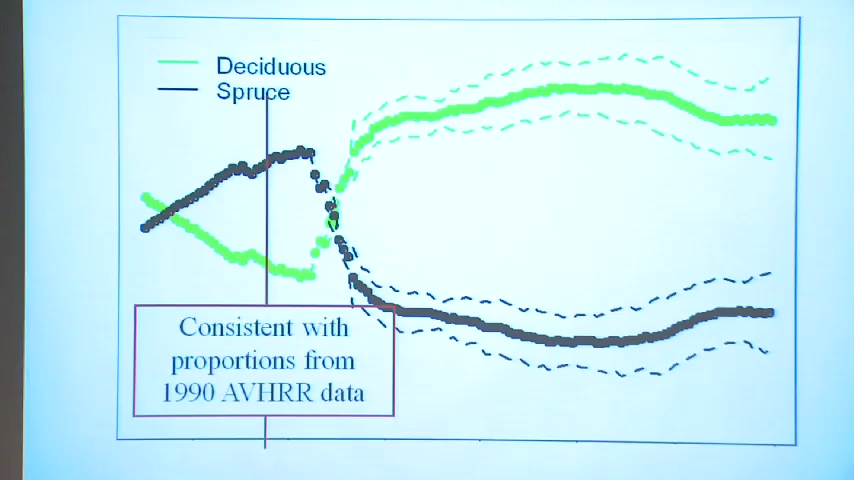 Deciduous
Spruce
Consistent with
proportions from
1990 AVHRR data